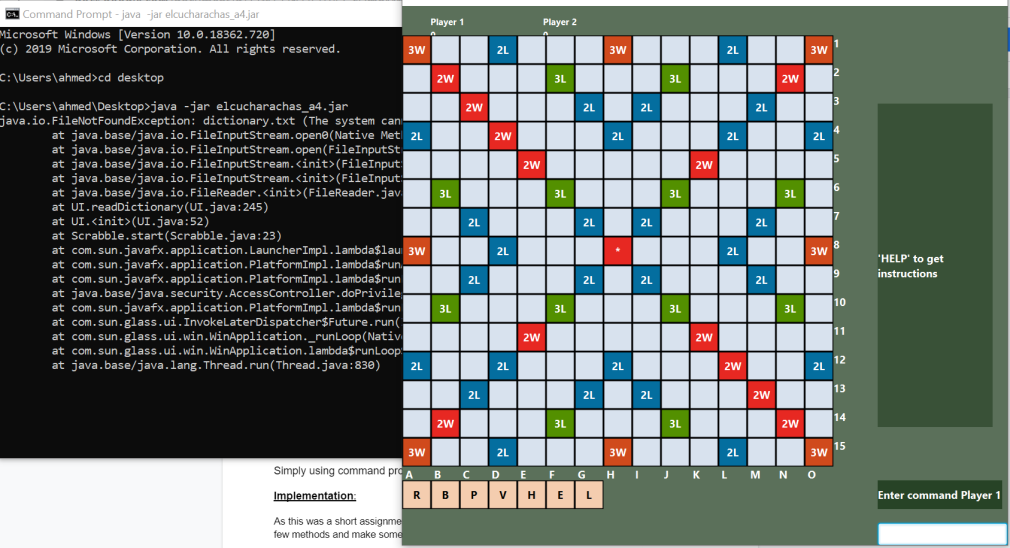 Command Prompt - java -jar elcucharachas_a4.jar
Microsoft Windows [Version 10.0.18362.720]
(c) 2019 Microsoft Corporation. All rights reserved.
C:\Users\ahmed>cd desktop
C:\Users\ahmed\Desktop>java -jar elcucharachas_a4.jar
java.io.FileNotFoundException: dictionary.txt (The system can
at java.base/java.io.FileInputStream.open0(Native Met
at java.base/java.io.FileInputStream.open(FileInputSt
at java.base/java.io.FileInputStream.<init>(FileInput
at java.base/java.io.FileInputStream.<init>(FileInput
at java.base/java.io.FileReader.<init>(FileReader.jav
at UI.readDictionary(UI.java:245)
at UI.<init>(UI.java:52)
at Scrabble.start(Scrabble.java:23)
at com.sun.javafx.application.LauncherImpl.lambda$lau
at com.sun.javafx.application.PlatformImpl.lambda$run
at com.sun.javafx.application.PlatformImpl.lambda$run
at java.base/java.security.AccessController.doPrivile
at com.sun.javafx.application.PlatformImpl.lambda$run
at com.sun.glass.ui.InvokeLaterDispatcher$Future.run(
at com.sun.glass.ui.win.WinApplication._runLoop(Nativ
at com.sun.glass.ui.win.WinApplication.lambda$runLoop
at java.base/java.lang.Thread.run(Thread.java:830)
Simply using command pro
Implementation:
As this was a short assignme
few methods and make some
Player 1 Player 2
3W 2L 3W 2L 3W 1
2W 3L 3L 2W 2
2W 2L 2L 2L 3
2L 2W 2L 2L 2L 4
2W 2W 5
3L 3L 3L 3L 6
2L 2L 2L 2L 7
3W 2L * 2L 3W 8
2L 2L 2L 2L 9
3L 3L 3L 3L 10
2W 2W 11
2L 2L 2L 2W 2L 12
2L 2L 2L 2W 13
2W 3L 3L 2W 14
3W 2L 3W 2L 3W 15
A B C D E F G H I J K L M N O
R B P V H E L
'HELP' to get
instructions
Enter command Player 1